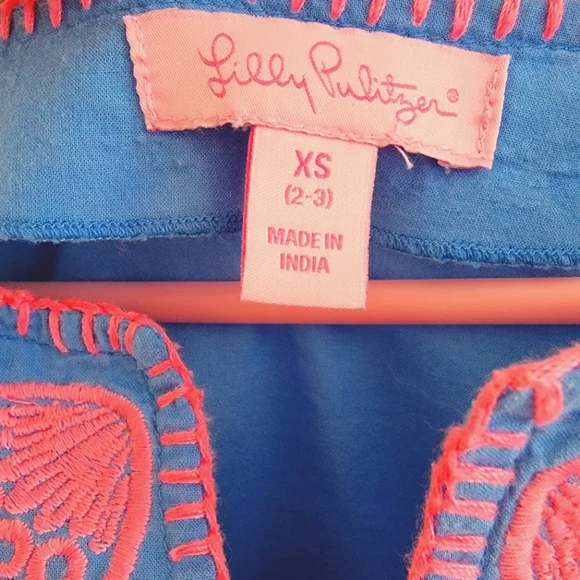 Lilly Pulitzer®
XS
(2-3)
MADE IN
INDIA